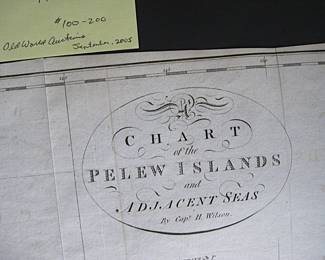 $100-200
Old World Auctions
September, 2005
A
CHART
of the
PELEW ISLANDS
and
ADJACENT SEAS
By Capt. H. Wilson.